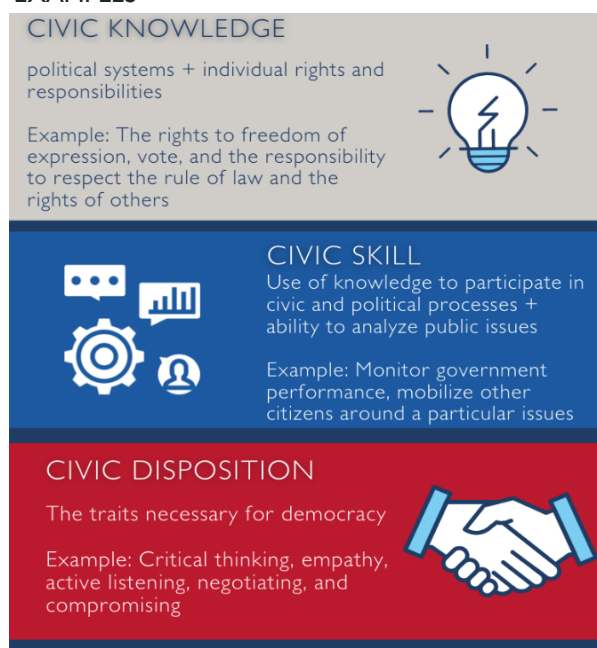 CIVIC KNOWLEDGE
political systems + individual rights and
responsibilities
Example: The rights to freedom of
expression, vote, and the responsibility
to respect the rule of law and the
rights of others
CIVIC SKILL
Use of knowledge to participate in
civic and political processes +
ability to analyze public issues
Example: Monitor government
performance, mobilize other
citizens around a particular issues
CIVIC DISPOSITION
The traits necessary for democracy
Example: Critical thinking, empathy,
active listening, negotiating, and
compromising